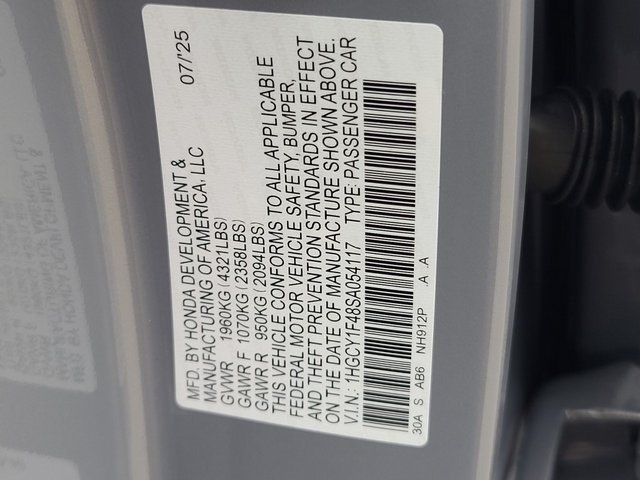 MFD. BY HONDA DEVELOPMENT & 07/'25
MANUFACTURING OF AMERICA, LLC
GVWR 1960KG (4321LBS)
GAWR F 1070KG (2358LBS)
GAWR R 950KG (2094LBS)
THIS VEHICLE CONFORMS TO ALL APPLICABLE
FEDERAL MOTOR VEHICLE SAFETY, BUMPER,
AND THEFT PREVENTION STANDARDS IN EFFECT
ON THE DATE OF MANUFACTURE SHOWN ABOVE.
V.I.N.: 1HGCY1F48SA054117 TYPE: PASSENGER CAR
30A S AB6 NH912P .A .A